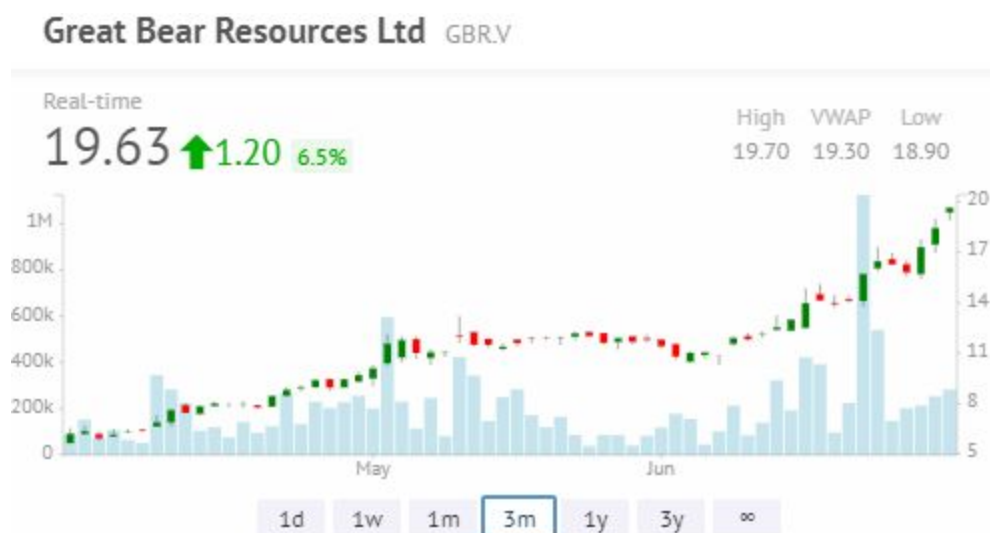 Great Bear Resources Ltd GBR.V
Real-time
19.63 1.20 6.5%
High VWAP Low
19.70 19.30 18.90
1M
800k
600k
400k
200k
0
20
17
14
11
8
5
May Jun
1d 1w 1m 3m 1y 3y ∞